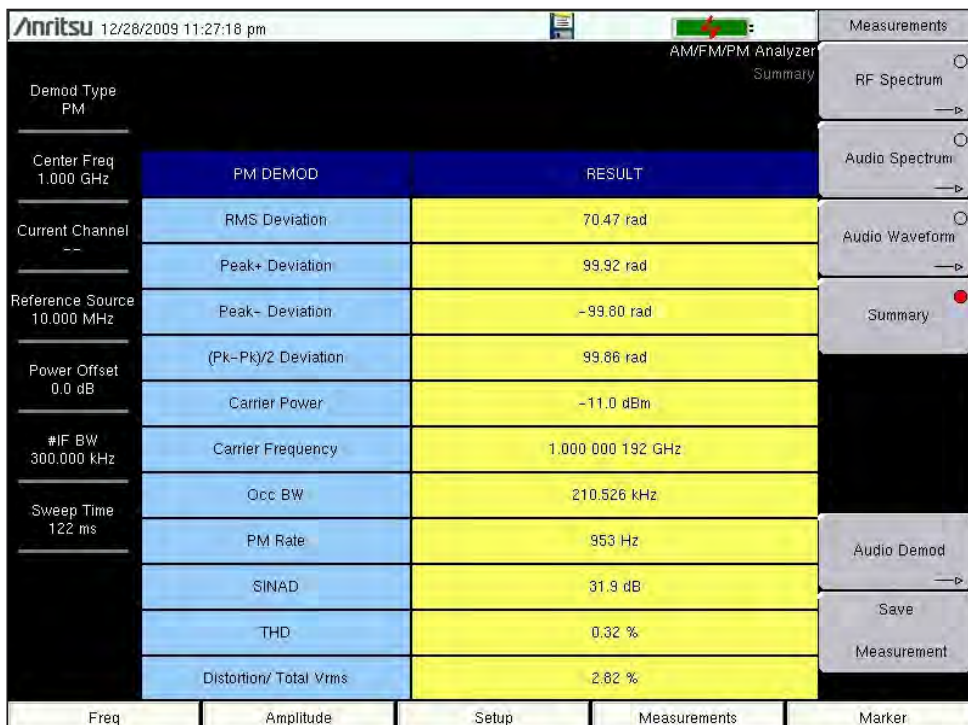 Anritsu 12/28/2009 11:27:18 pm
AM/FM/PM Analyzer
Summary
Demod Type
PM
Center Freq
1.000 GHz
Current Channel
--
Reference Source
10.000 MHz
Power Offset
0.0 dB
#IF BW
300.000 kHz
Sweep Time
122 ms
PM DEMOD RESULT
RMS Deviation 70.47 rad
Peak+ Deviation 99.92 rad
Peak- Deviation -99.80 rad
(Pk-Pk)/2 Deviation 99.86 rad
Carrier Power -11.0 dBm
Carrier Frequency 1.000 000 192 GHz
Occ BW 210.526 kHz
PM Rate 953 Hz
SINAD 31.9 dB
THD 0.32 %
Distortion/ Total Vrms 2.82 %
Measurements
RF Spectrum
Audio Spectrum
Audio Waveform
Summary
Audio Demod
Save
Measurement
Freq Amplitude Setup Measurements Marker